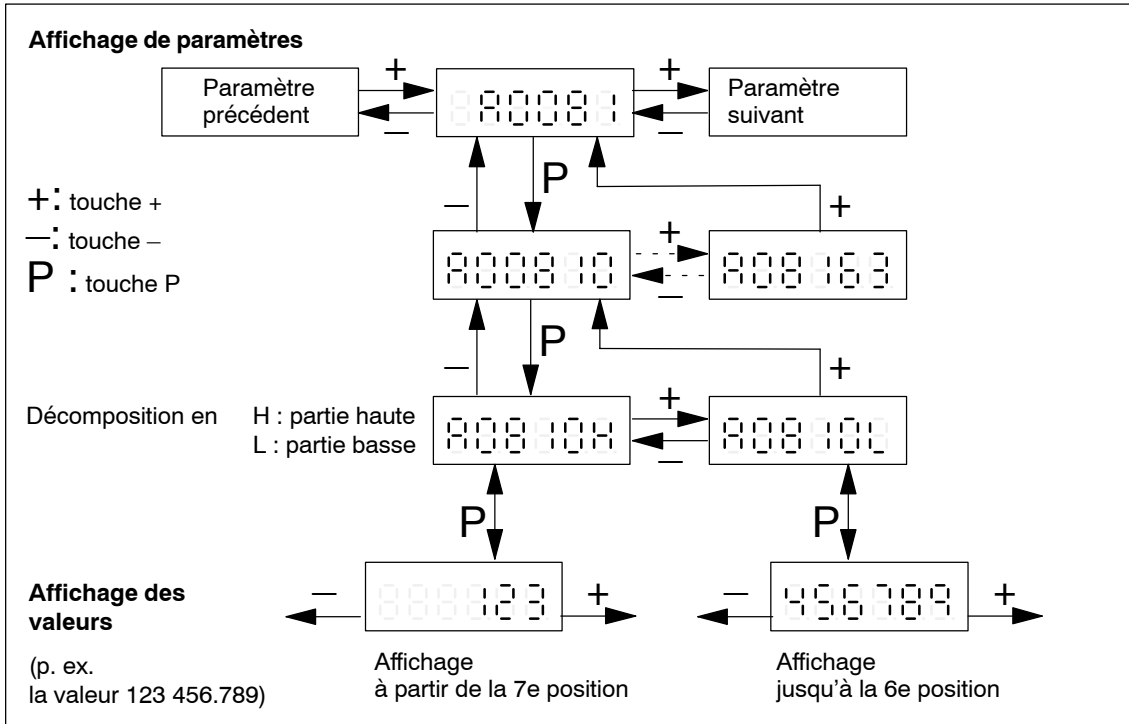 Affichage de paramètres
Paramètre
précédent
+
−
A0081
+
−
Paramètre
suivant
+: touche +
−: touche −
P : touche P
−
P
+
A00810
+
−
A08163
−
P
+
Décomposition en H : partie haute
L : partie basse
A0810H
+
−
A0810L
P
P
Affichage des
valeurs
(p. ex.
la valeur 123 456.789)
−
123
+
−
456789
+
Affichage
à partir de la 7e position
Affichage
jusqu'à la 6e position